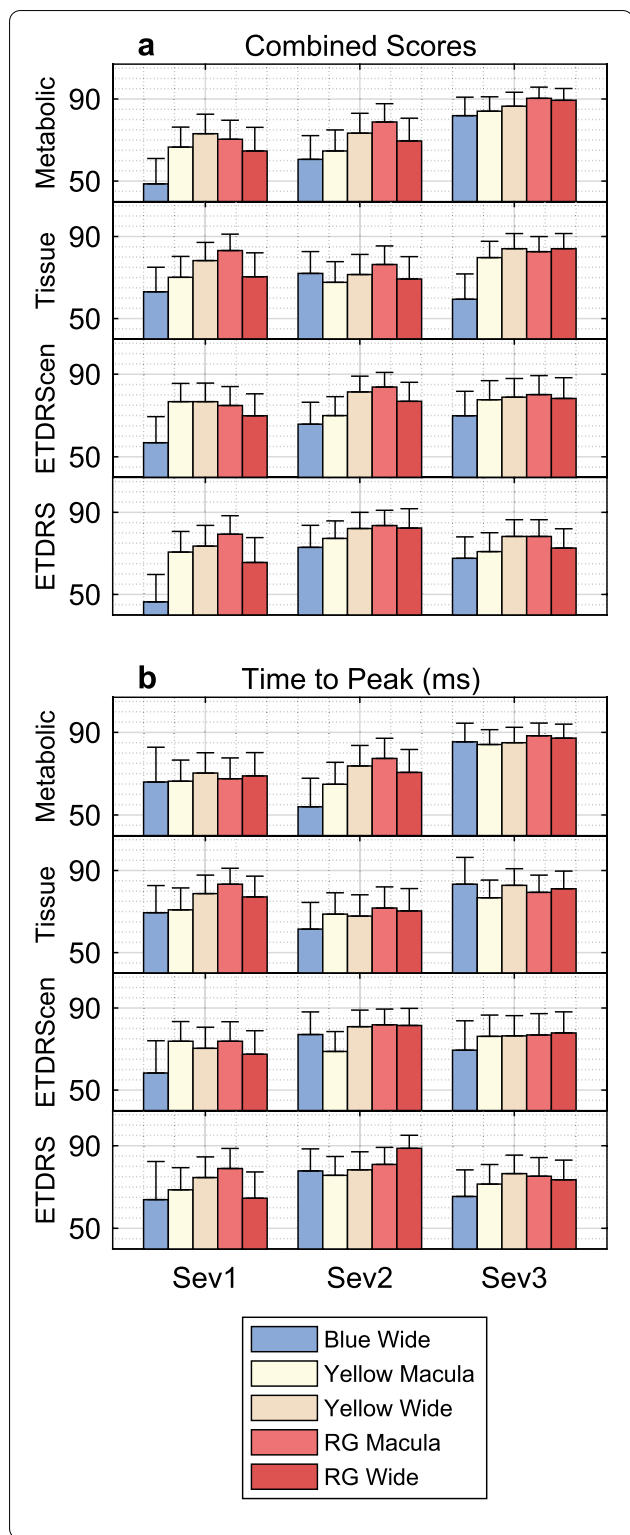 a Combined Scores
Metabolic
90
50
Tissue
90
50
ETDRScen
90
50
ETDRS
90
50
b Time to Peak (ms)
Metabolic
90
50
Tissue
90
50
ETDRScen
90
50
ETDRS
90
50
Sev1 Sev2 Sev3
Blue Wide
Yellow Macula
Yellow Wide
RG Macula
RG Wide